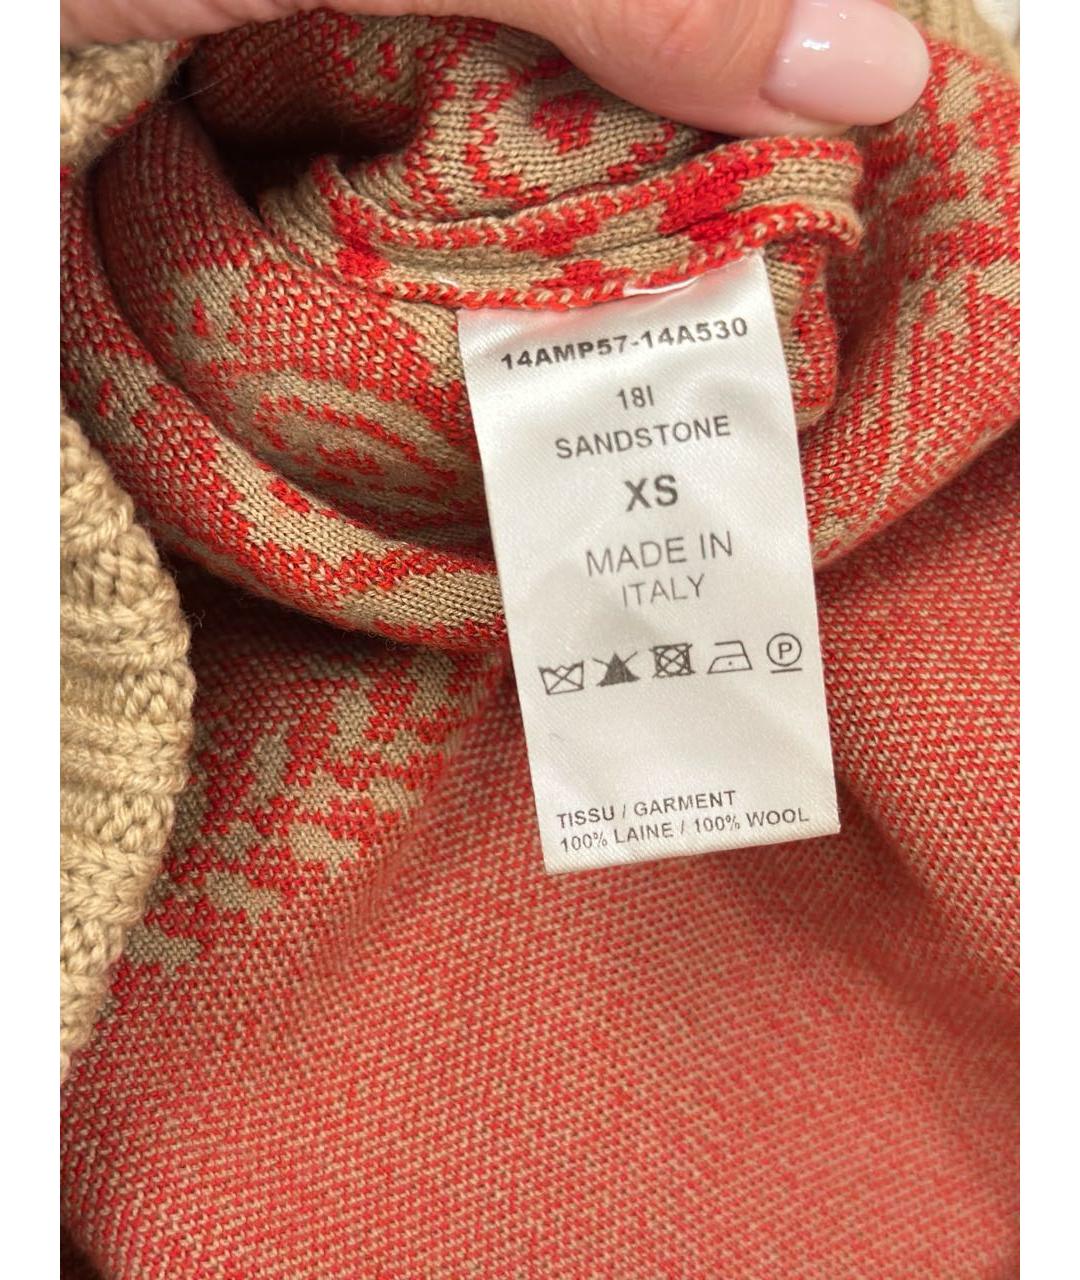 14AMP57-14A530
18I
SANDSTONE
XS
MADE IN
ITALY
P
TISSU / GARMENT
100% LAINE / 100% WOOL